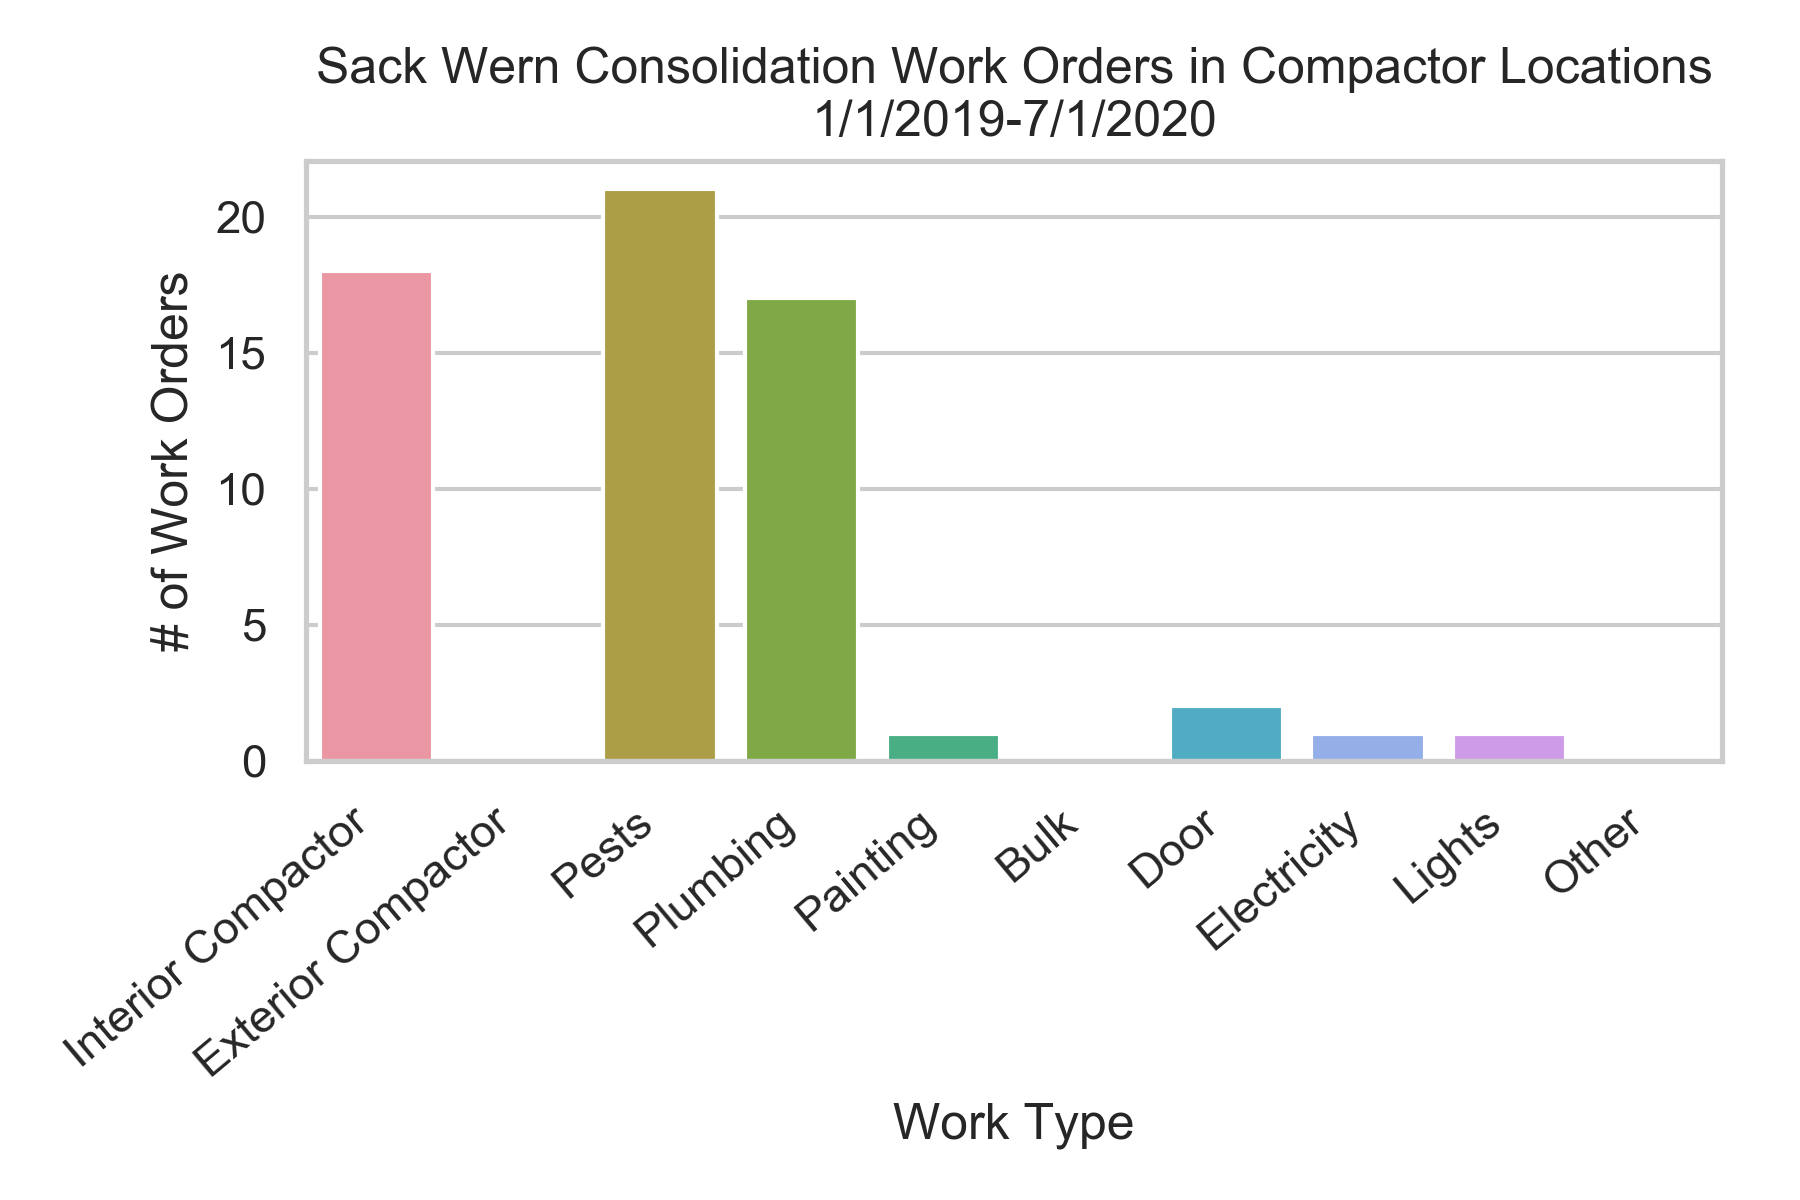 Sack Wern Consolidation Work Orders in Compactor Locations
1/1/2019-7/1/2020
# of Work Orders
20
15
10
5
0
Interior Compactor
Exterior Compactor
Pests
Plumbing
Painting
Bulk
Door
Electricity
Lights
Other
Work Type